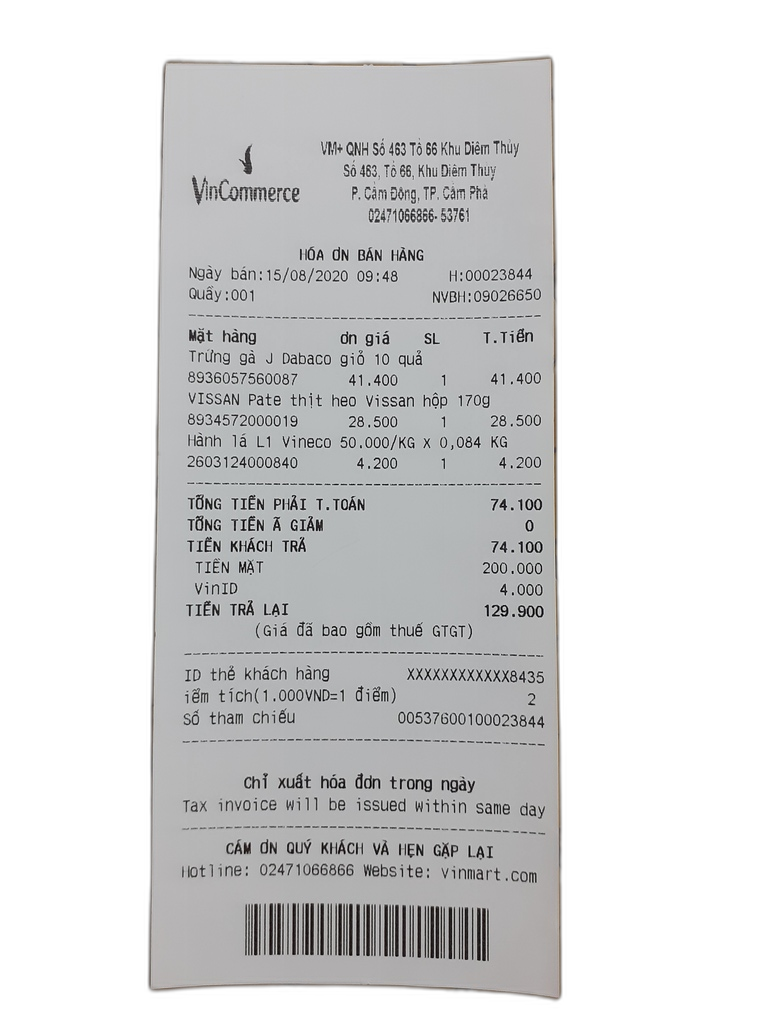 VinCommerce
VM+ QNH Số 463 Tổ 66 Khu Diêm Thủy
Số 463, Tổ 66, Khu Diêm Thuỷ
P. Cẩm Đông, TP. Cẩm Phả
02471066866- 53761
HÓA ƠN BÁN HÀNG
Ngày bán:15/08/2020 09:48 H:00023844
Quầy:001 NVBH:09026650
Mặt hàng ơn giá SL T.Tiền
Trứng gà J Dabaco giỏ 10 quả
8936057560087 41.400 1 41.400
VISSAN Pate thịt heo Vissan hộp 170g
8934572000019 28.500 1 28.500
Hành lá L1 Vineco 50.000/KG x 0,084 KG
2603124000840 4.200 1 4.200
TỔNG TIỀN PHẢI T.TOÁN 74.100
TỔNG TIỀN Ã GIẢM 0
TIỀN KHÁCH TRẢ 74.100
TIỀN MẶT 200.000
VinID 4.000
TIỀN TRẢ LẠI 129.900
(Giá đã bao gồm thuế GTGT)
ID thẻ khách hàng XXXXXXXXXXXX8435
iểm tích(1.000VND=1 điểm) 2
Số tham chiếu 00537600100023844
Chỉ xuất hóa đơn trong ngày
Tax invoice will be issued within same day
CÁM ƠN QUÝ KHÁCH VÀ HẸN GẶP LẠI
Hotline: 02471066866 Website: vinmart.com